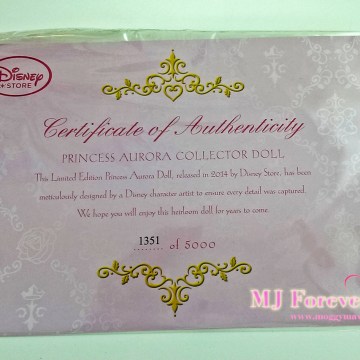 Disney
STORE
Certificate of Authenticity
PRINCESS AURORA COLLECTOR DOLL
This Limited Edition Princess Aurora Doll, released in 2014 by Disney Store, has been
meticulously designed by a Disney character artist to ensure every detail was captured.
We hope you will enjoy this heirloom doll for years to come.
1351 of 5000
MJ Forever